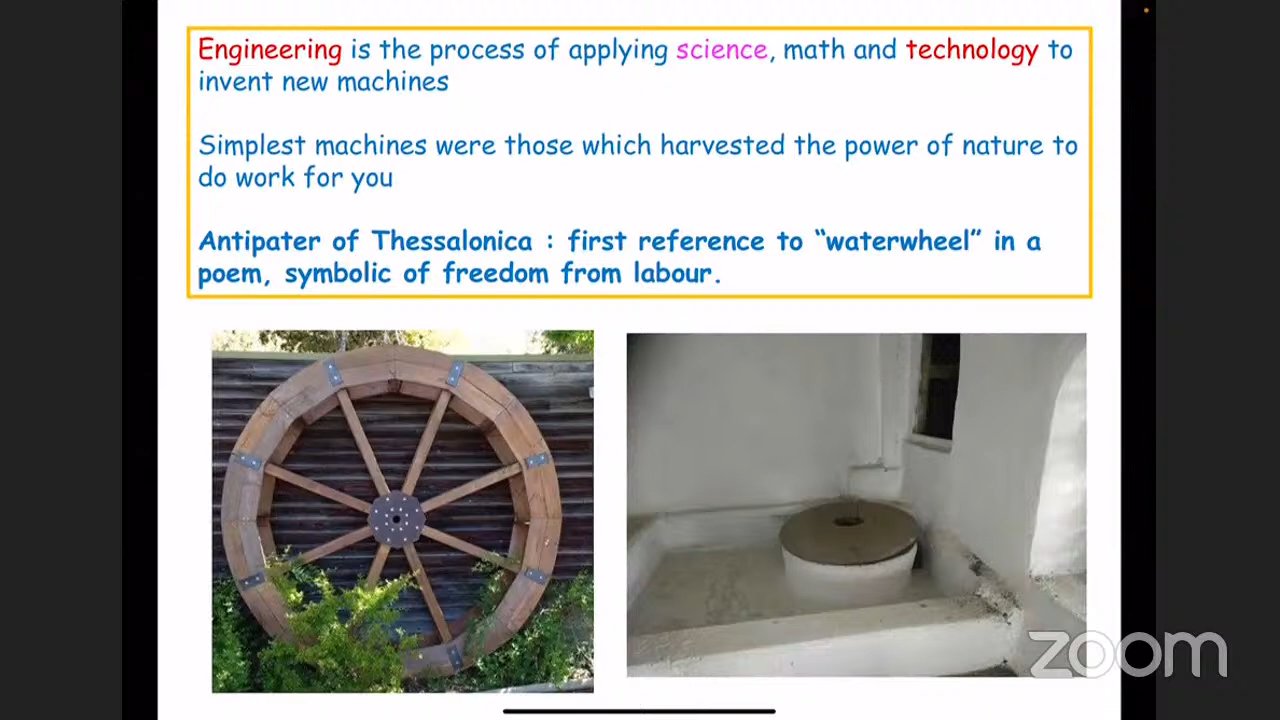 Engineering is the process of applying science, math and technology to
invent new machines
Simplest machines were those which harvested the power of nature to
do work for you
Antipater of Thessalonica : first reference to “waterwheel” in a
poem, symbolic of freedom from labour.
zoom